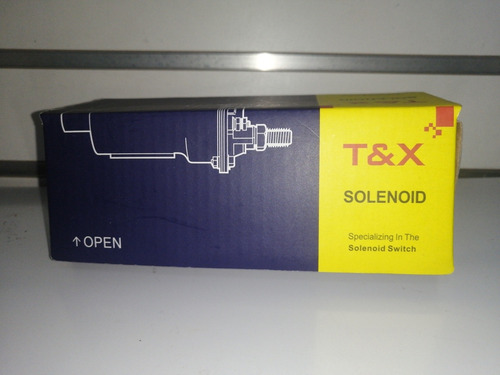 T&X
SOLENOID
Specializing In The
Solenoid Switch
↑OPEN